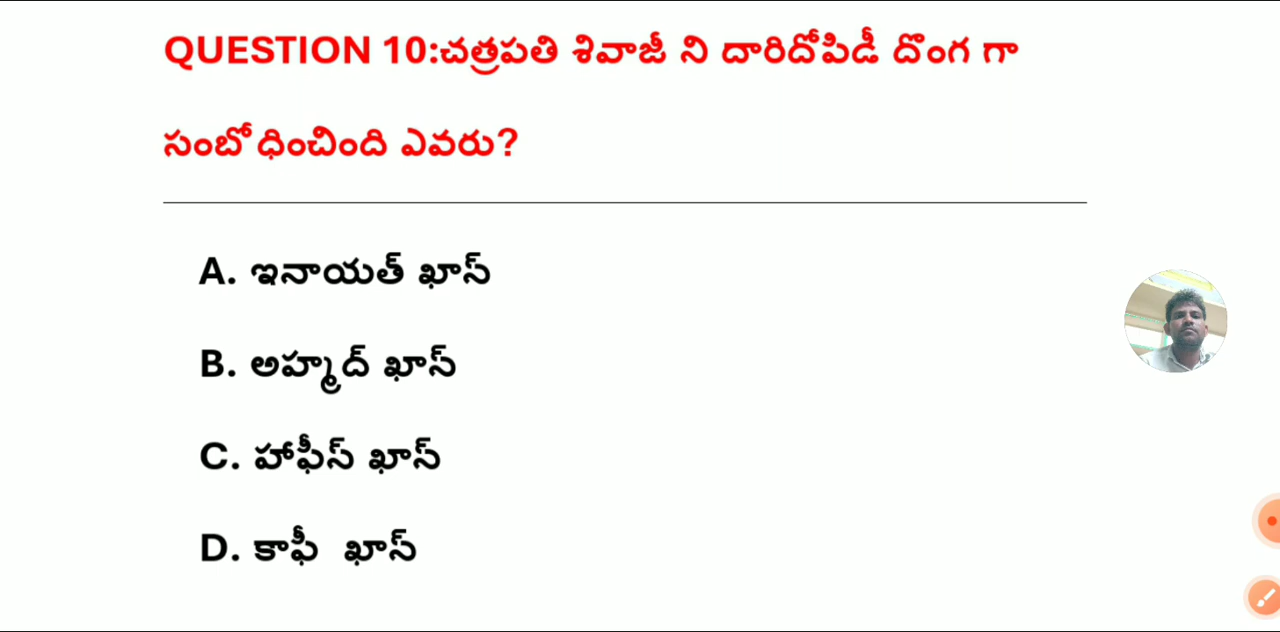 QUESTION 10:చత్రపతి శివాజీ ని దారిదోపిడీ దొంగ గా
సంబోధించింది ఎవరు?
A. ఇనాయత్ ఖాన్
B. అహ్మద్ ఖాన్
C. హాఫీస్ ఖాన్
D. కాఫీ ఖాన్